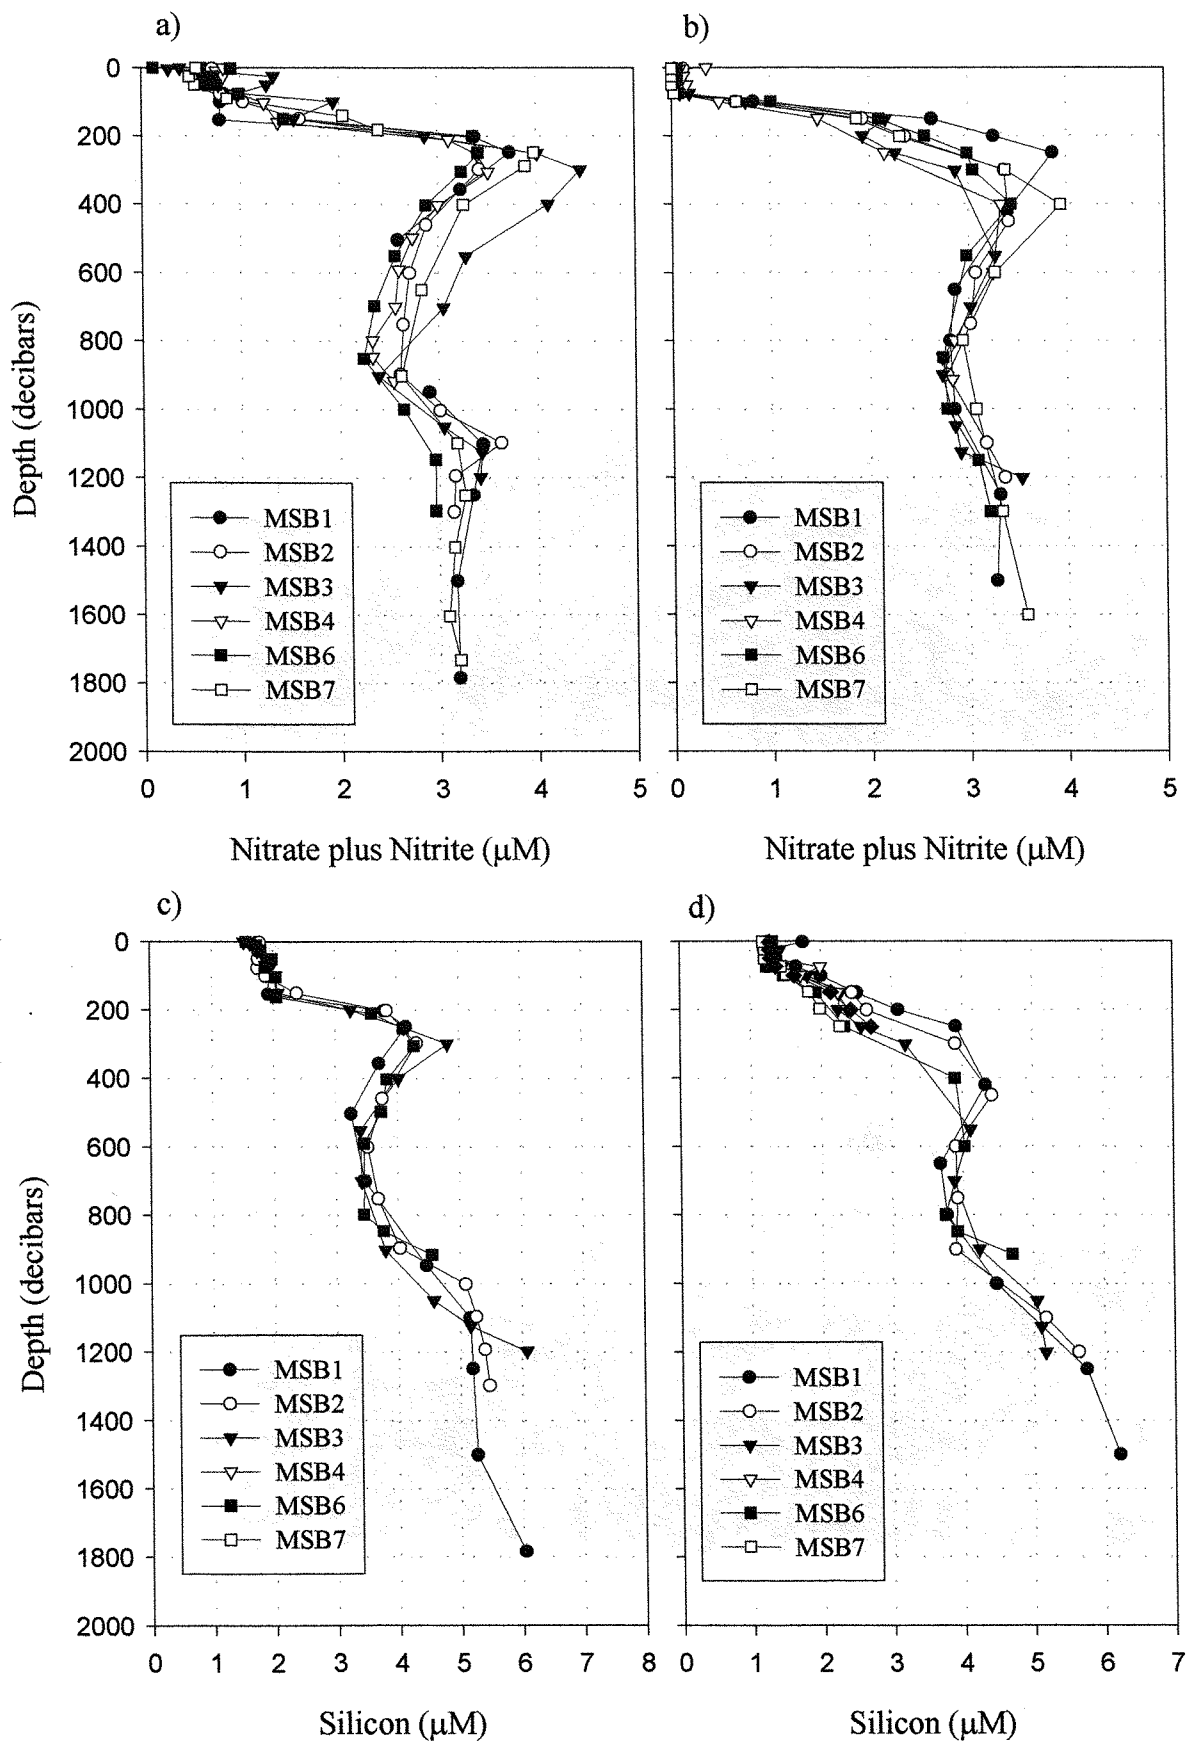 a)
0
200
400
600
800
1000
1200
1400
1600
1800
2000
Depth (decibars)
MSB1
MSB2
MSB3
MSB4
MSB6
MSB7
0 1 2 3 4 5
Nitrate plus Nitrite (μM)
b)
MSB1
MSB2
MSB3
MSB4
MSB6
MSB7
0 1 2 3 4 5
Nitrate plus Nitrite (μM)
c)
0
200
400
600
800
1000
1200
1400
1600
1800
2000
Depth (decibars)
MSB1
MSB2
MSB3
MSB4
MSB6
MSB7
0 1 2 3 4 5 6 7 8
Silicon (μM)
d)
MSB1
MSB2
MSB3
MSB4
MSB6
MSB7
0 1 2 3 4 5 6 7
Silicon (μM)